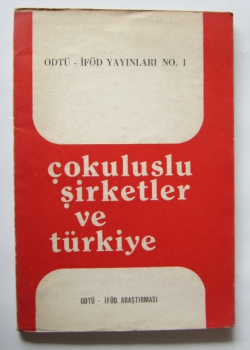 ODTÜ - İFÖD YAYINLARI NO. 1
çokuluslu
şirketler
ve
türkiye
ODTÜ - İFÖD ARAŞTIRMASI